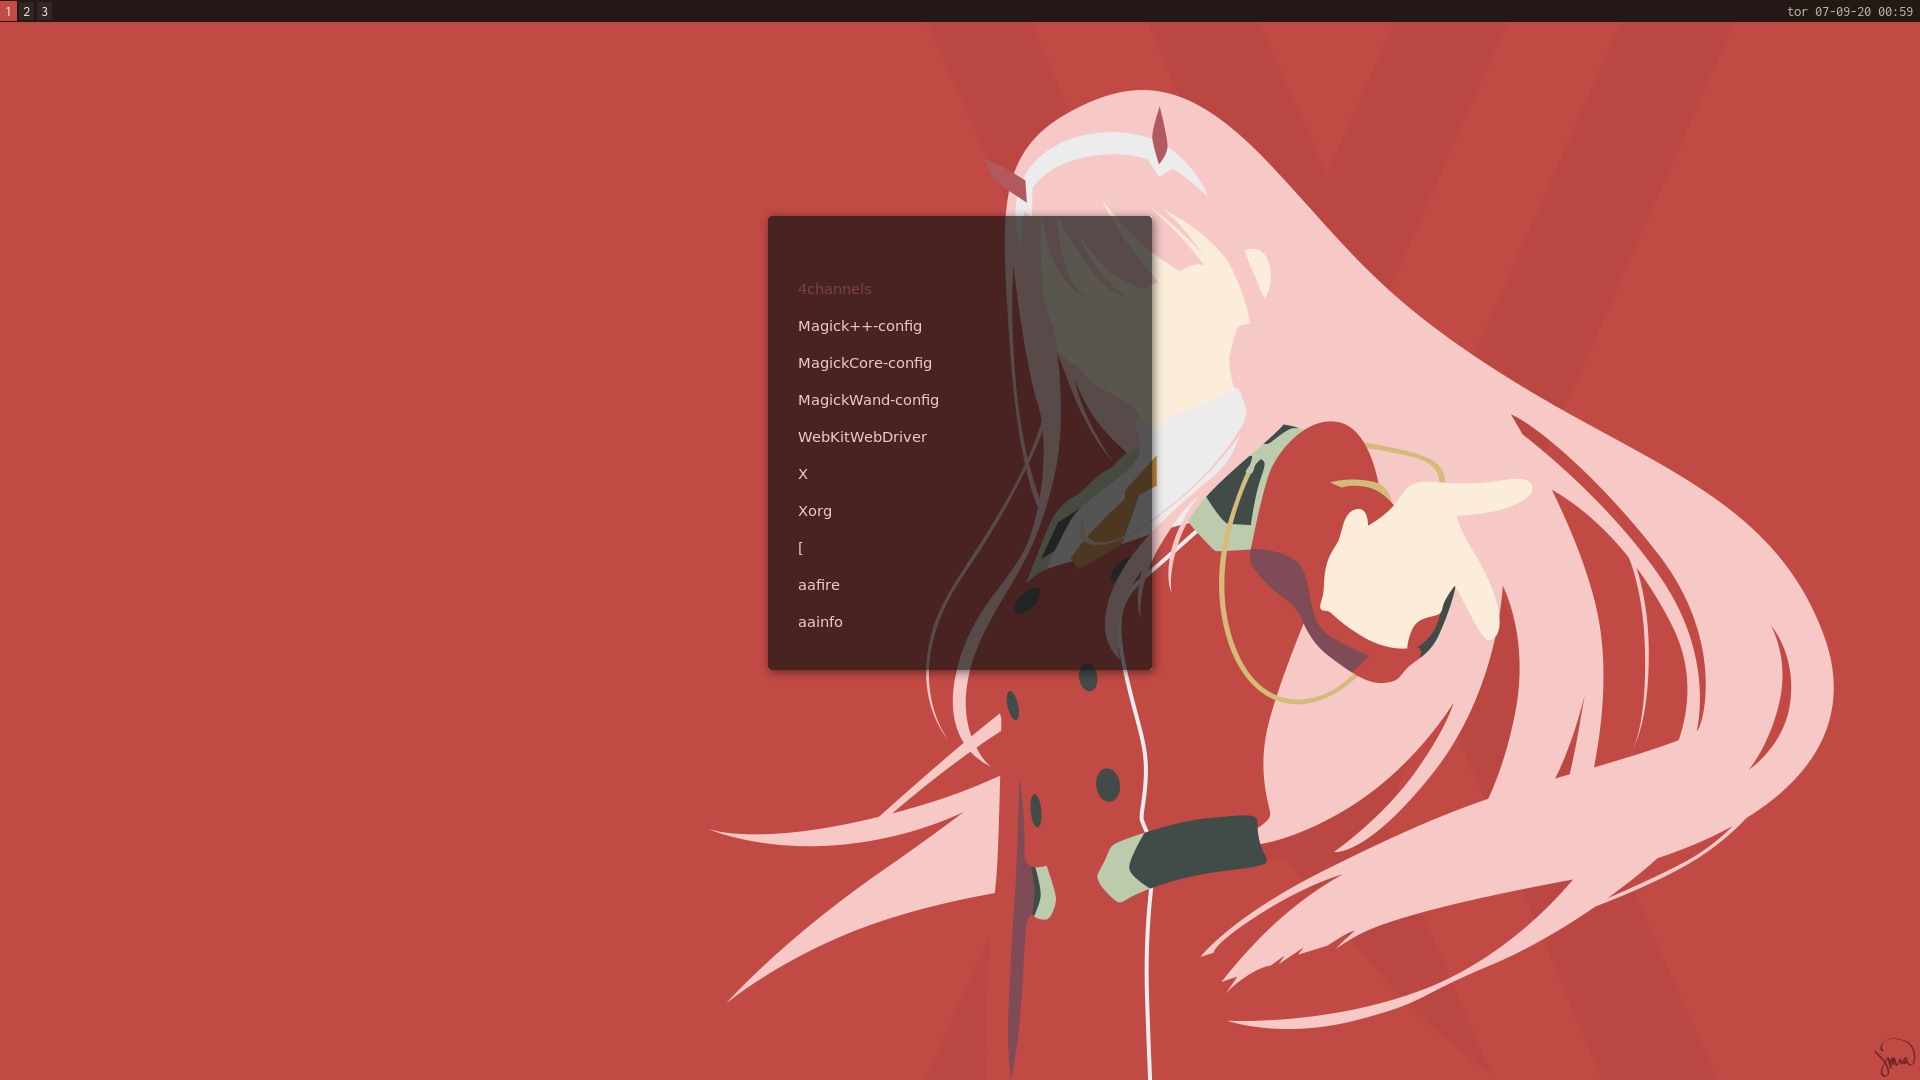 1 2 3
tor 07-09-20 00:59
4channels
Magick++-config
MagickCore-config
MagickWand-config
WebKitWebDriver
X
Xorg
[
aafire
aainfo